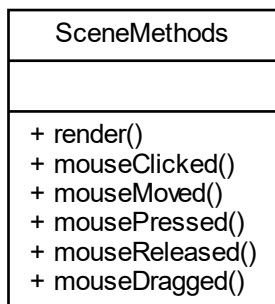 SceneMethods
+ render()
+ mouseClicked()
+ mouseMoved()
+ mousePressed()
+ mouseReleased()
+ mouseDragged()